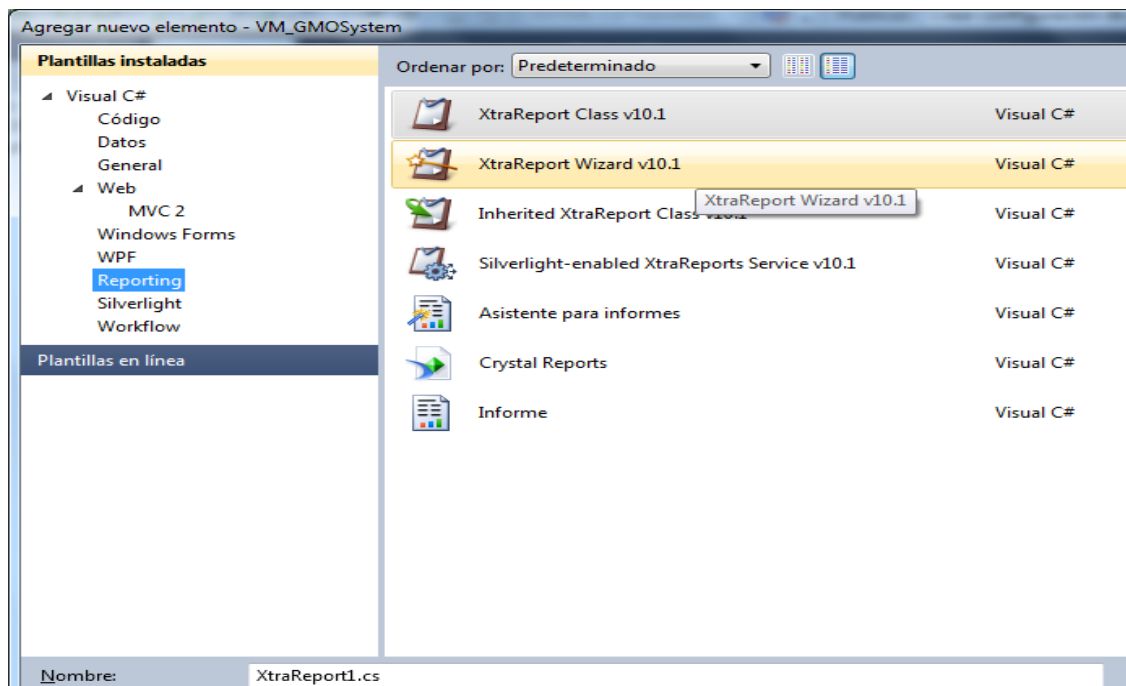 Agregar nuevo elemento - VM_GMOSystem
Plantillas instaladas
Ordenar por: Predeterminado
Visual C#
Código
Datos
General
Web
MVC 2
Windows Forms
WPF
Reporting
Silverlight
Workflow
Plantillas en línea
XtraReport Class v10.1 Visual C#
XtraReport Wizard v10.1 Visual C#
XtraReport Wizard v10.1
Inherited XtraReport Class v10.1 Visual C#
Silverlight-enabled XtraReports Service v10.1 Visual C#
Asistente para informes Visual C#
Crystal Reports Visual C#
Informe Visual C#
Nombre: XtraReport1.cs